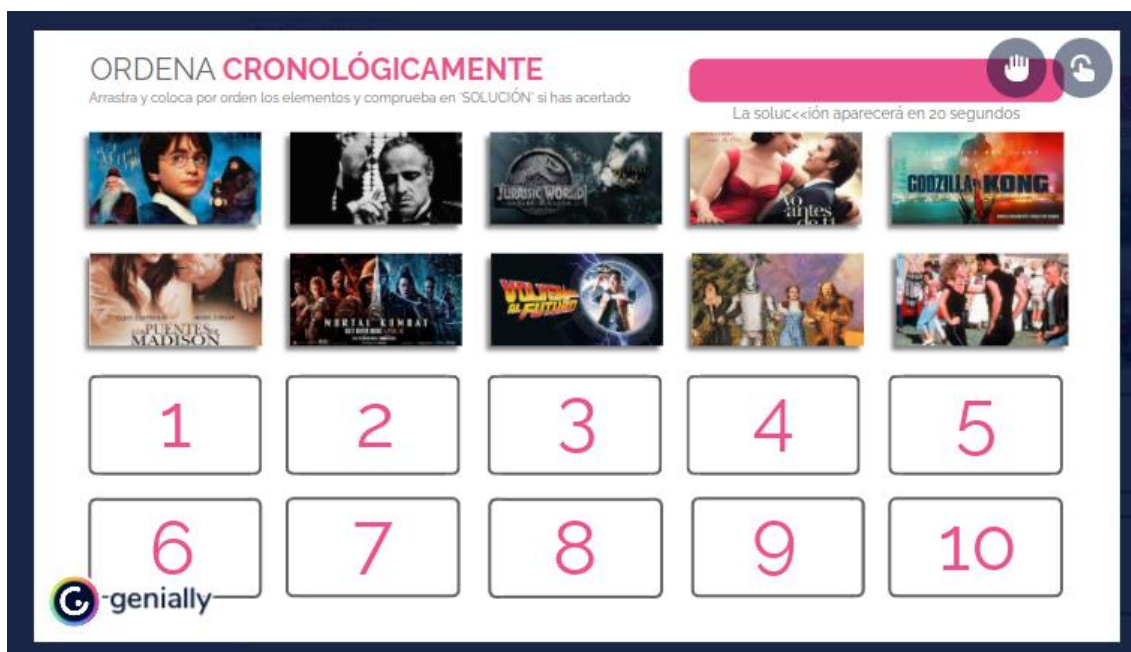 ORDENA CRONOLÓGICAMENTE
Arrastra y coloca por orden los elementos y comprueba en 'SOLUCIÓN' si has acertado
La soluc<<ión aparecerá en 20 segundos
JURASSIC WORLD
yo antes de ti
GODZILLA KONG
LOS PUENTES DE MADISON
MORTAL KOMBAT
VOLVER AL FUTURO
1 2 3 4 5
6 7 8 9 10
genially